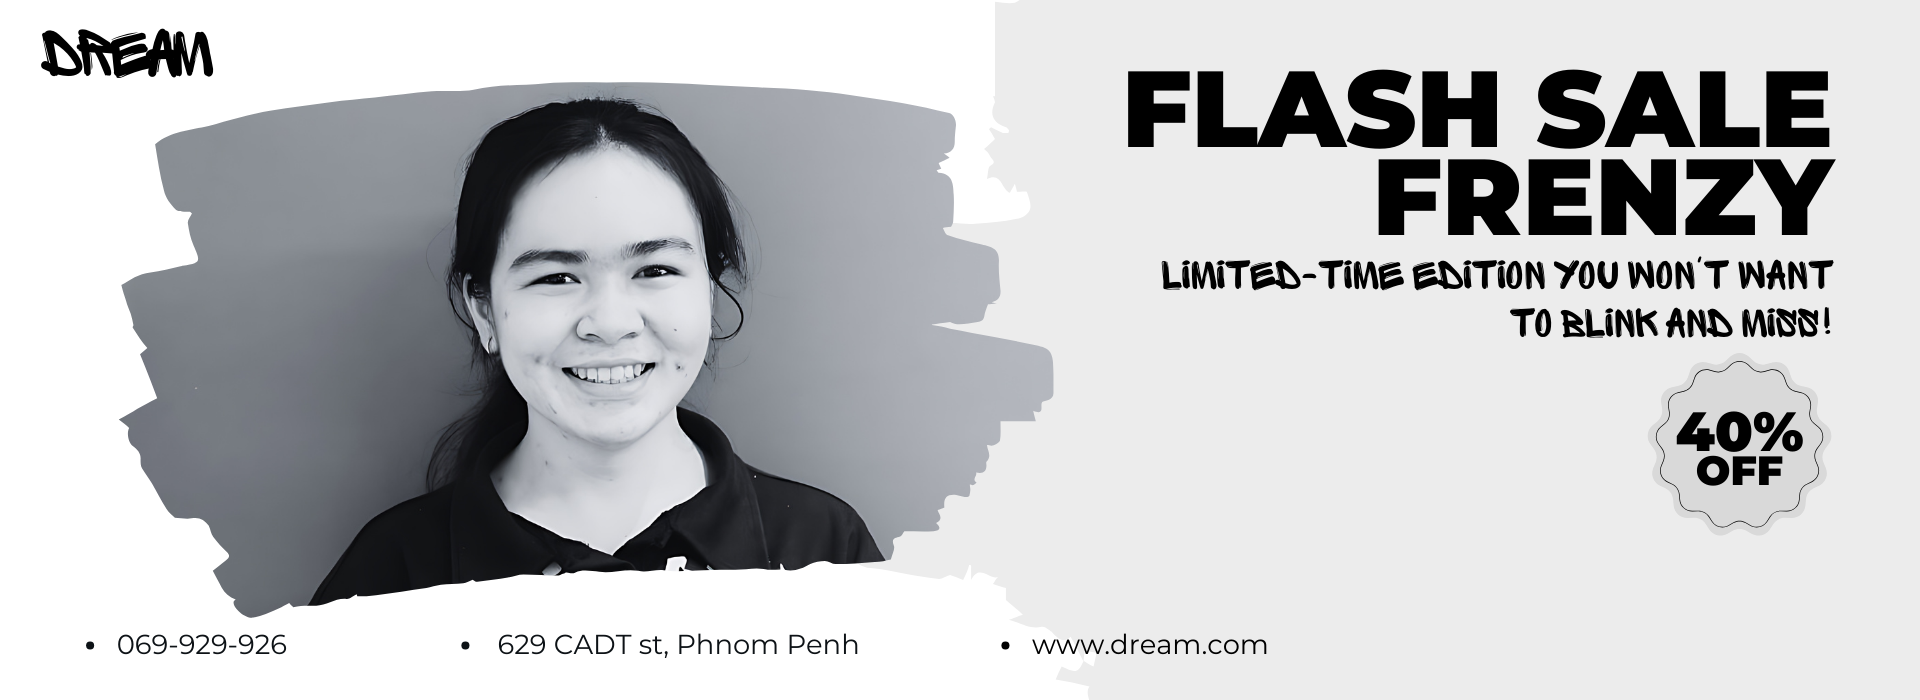 DREAM
FLASH SALE
FRENZY
LIMITED-TIME EDITION YOU WON'T WANT
TO BLINK AND MISS!
40%
OFF
• 069-929-926
• 629 CADT st, Phnom Penh
• www.dream.com